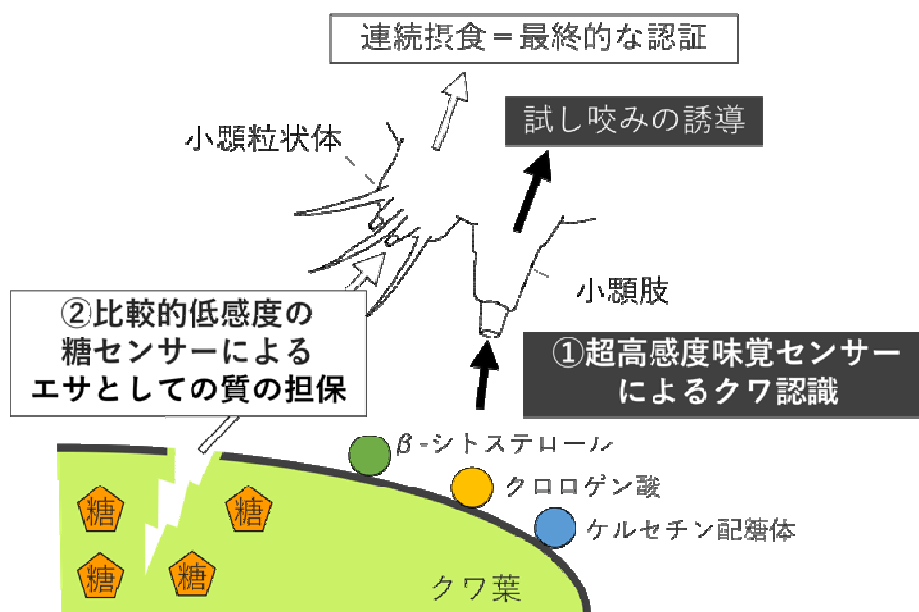 連続摂食＝最終的な認証
試し咬みの誘導
小顎粒状体
小顎肢
②比較的低感度の
糖センサーによる
エサとしての質の担保
①超高感度味覚センサー
によるクワ認識
β-シトステロール
クロロゲン酸
ケルセチン配糖体
糖
糖
糖
糖
クワ葉